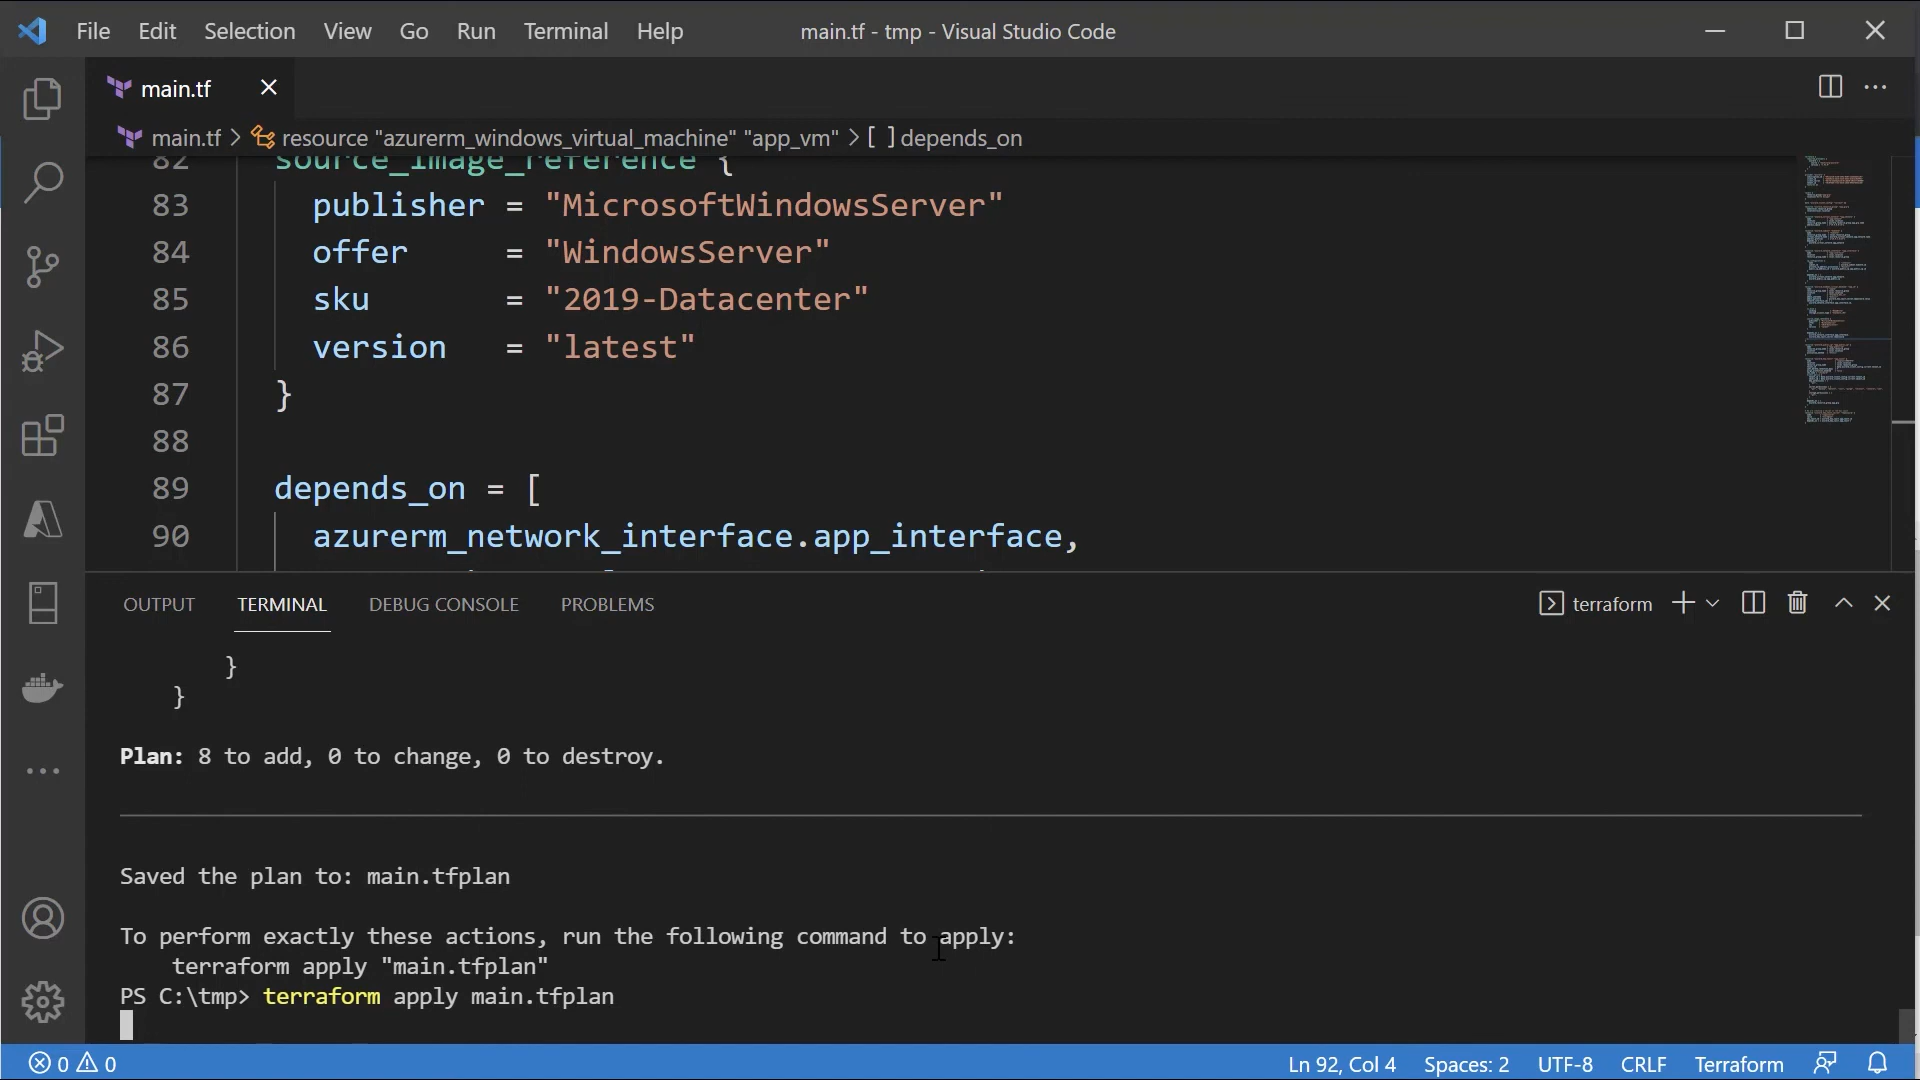 File Edit Selection View Go Run Terminal Help main.tf - tmp - Visual Studio Code
main.tf
main.tf > resource "azurerm_windows_virtual_machine" "app_vm" > [ ] depends_on
82 source_image_reference {
83 publisher = "MicrosoftWindowsServer"
84 offer = "WindowsServer"
85 sku = "2019-Datacenter"
86 version = "latest"
87 }
88
89 depends_on = [
90 azurerm_network_interface.app_interface,
OUTPUT TERMINAL DEBUG CONSOLE PROBLEMS terraform
}
}
Plan: 8 to add, 0 to change, 0 to destroy.
Saved the plan to: main.tfplan
To perform exactly these actions, run the following command to apply:
terraform apply "main.tfplan"
PS C:\tmp> terraform apply main.tfplan
0 0 Ln 92, Col 4 Spaces: 2 UTF-8 CRLF Terraform